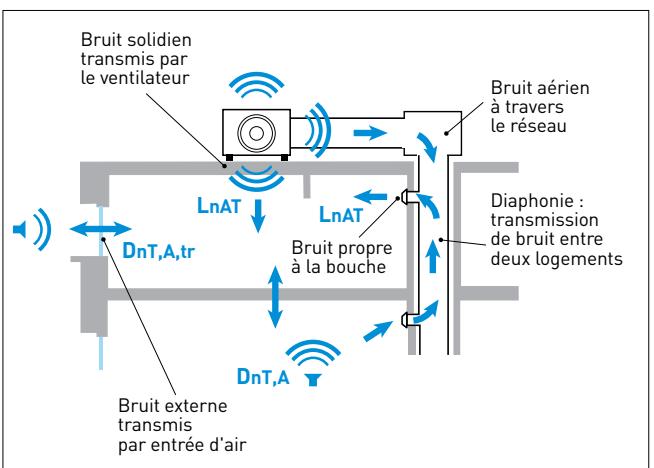 Bruit solidien
transmis par
le ventilateur
Bruit aérien
à travers
le réseau
LnAT
LnAT
DnT,A,tr
Bruit propre
à la bouche
Diaphonie :
transmission
de bruit entre
deux logements
DnT,A
Bruit externe
transmis
par entrée d'air